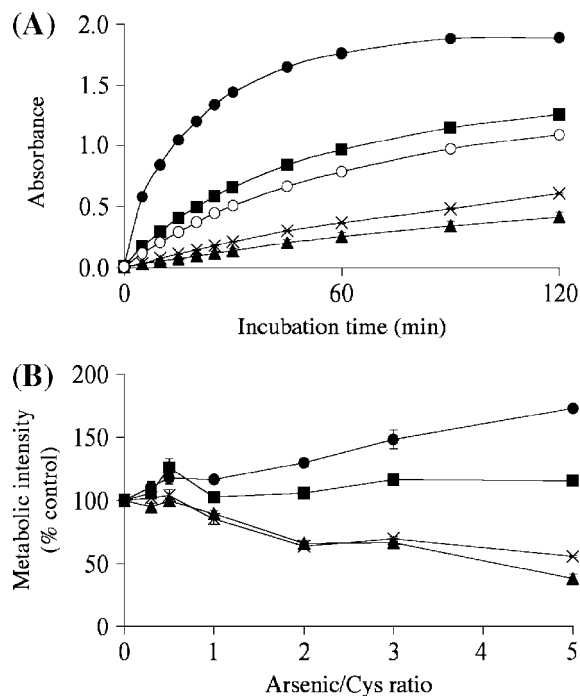 (A)
2.0
1.5
1.0
0.5
0.0
Absorbance
0
60
120
Incubation time (min)
(B)
200
150
100
50
0
Metabolic intensity
(% control)
0
1
2
3
4
5
Arsenic/Cys ratio